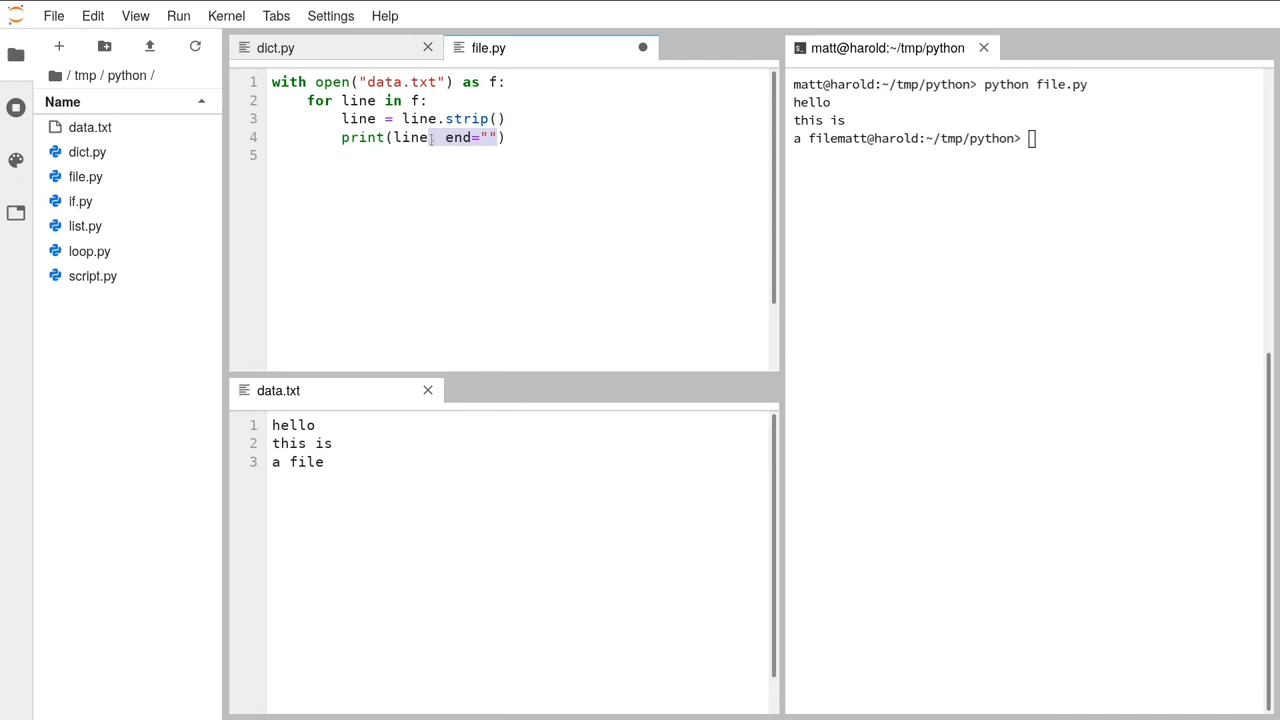 File Edit View Run Kernel Tabs Settings Help
/ tmp / python /
Name
data.txt
dict.py
file.py
if.py
list.py
loop.py
script.py
dict.py
file.py
1 with open("data.txt") as f:
2 for line in f:
3 line = line.strip()
4 print(line, end="")
5
data.txt
1 hello
2 this is
3 a file
matt@harold:~/tmp/python
matt@harold:~/tmp/python> python file.py
hello
this is
a filematt@harold:~/tmp/python>